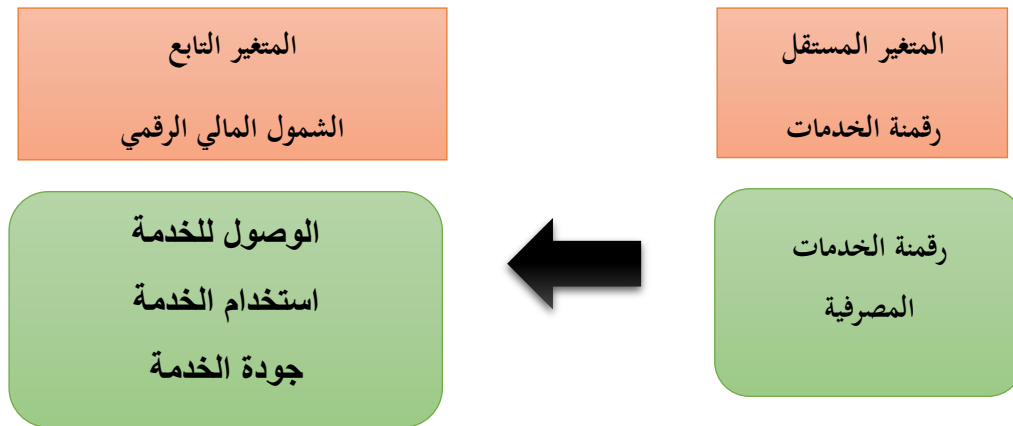 المتغير المستقل
رقمنة الخدمات
المتغير التابع
الشمول المالي الرقمي
رقمنة الخدمات
المصرفية
الوصول للخدمة
استخدام الخدمة
جودة الخدمة